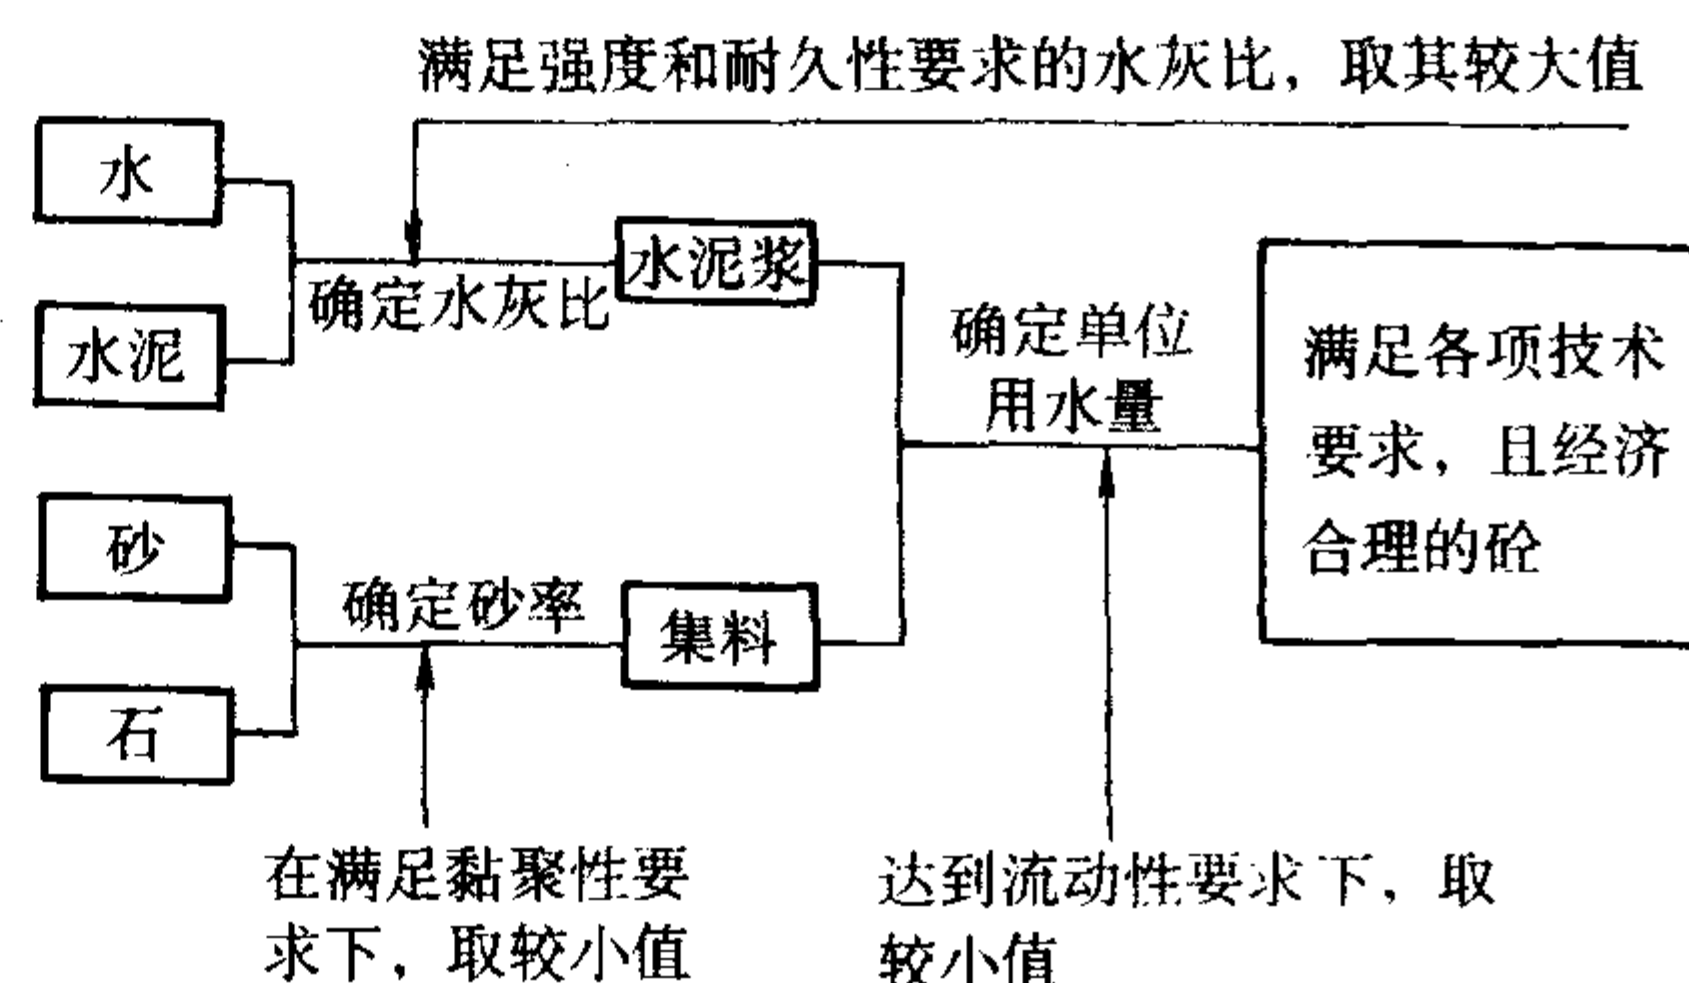 满足强度和耐久性要求的水灰比，取其较大值
水
水泥浆
确定水灰比
水泥
确定单位
用水量
满足各项技术
要求，且经济
合理的砼
砂
确定砂率
集料
石
在满足黏聚性要
求下，取较小值
达到流动性要求下，取
较小值